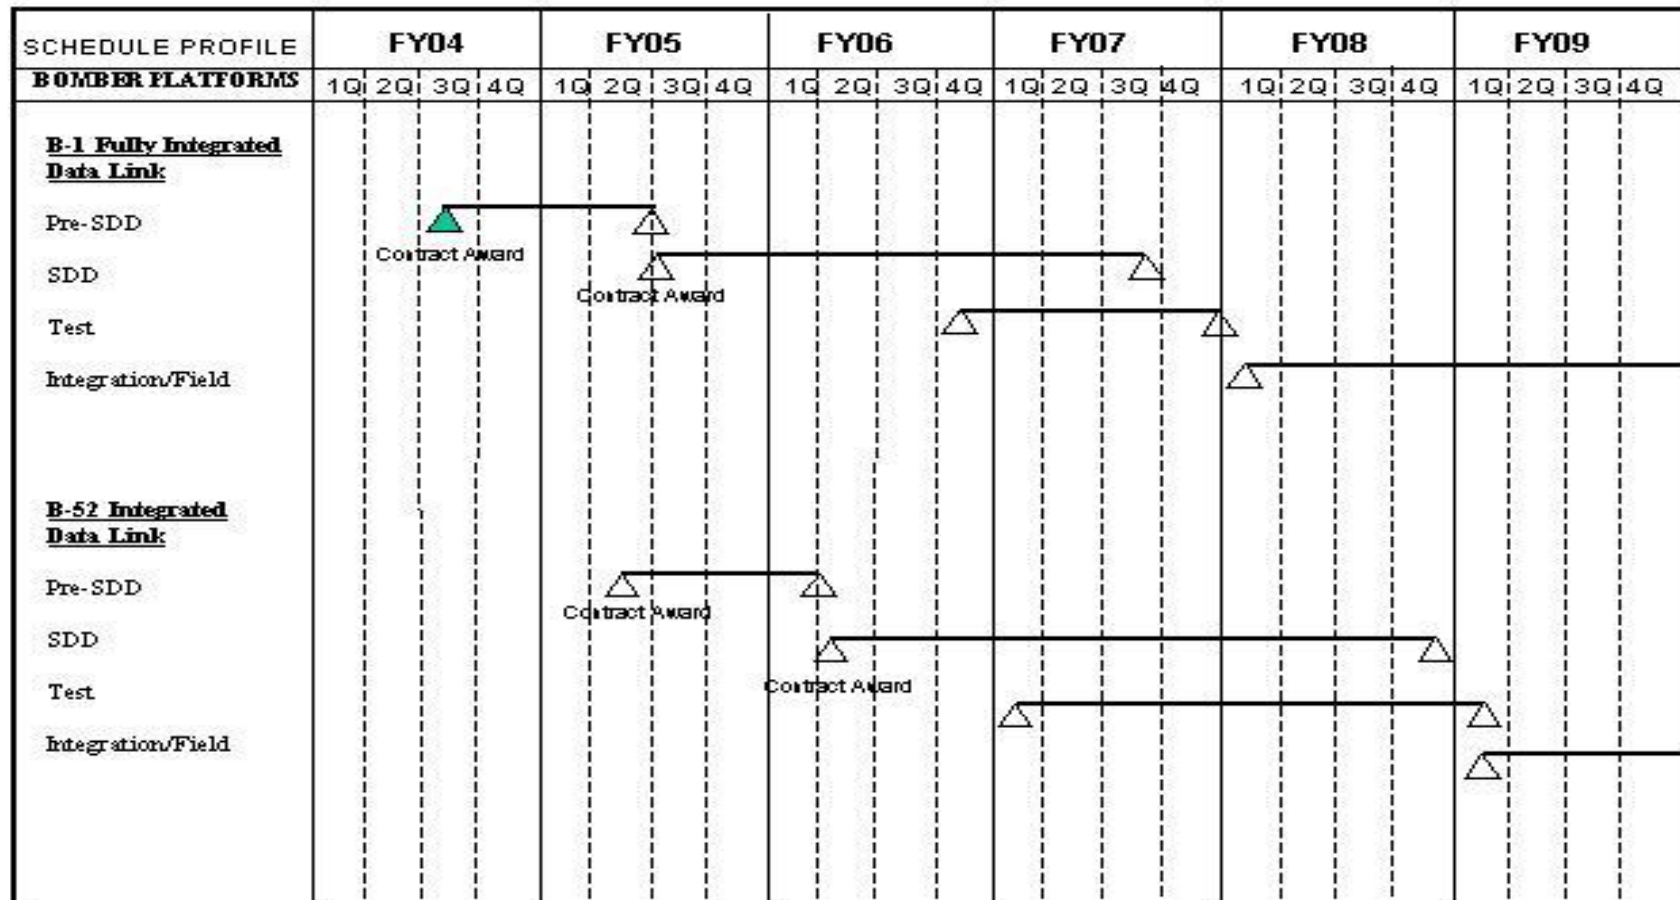 SCHEDULE PROFILE FY04 FY05 FY06 FY07 FY08 FY09
BOMBER PLATFORMS 1Q 2Q 3Q 4Q 1Q 2Q 3Q 4Q 1Q 2Q 3Q 4Q 1Q 2Q 3Q 4Q 1Q 2Q 3Q 4Q 1Q 2Q 3Q 4Q
B-1 Fully Integrated
Data Link
Pre-SDD
Contract Award
SDD
Contract Award
Test
Integration/Field
B-52 Integrated
Data Link
Pre-SDD
Contract Award
SDD
Contract Award
Test
Integration/Field